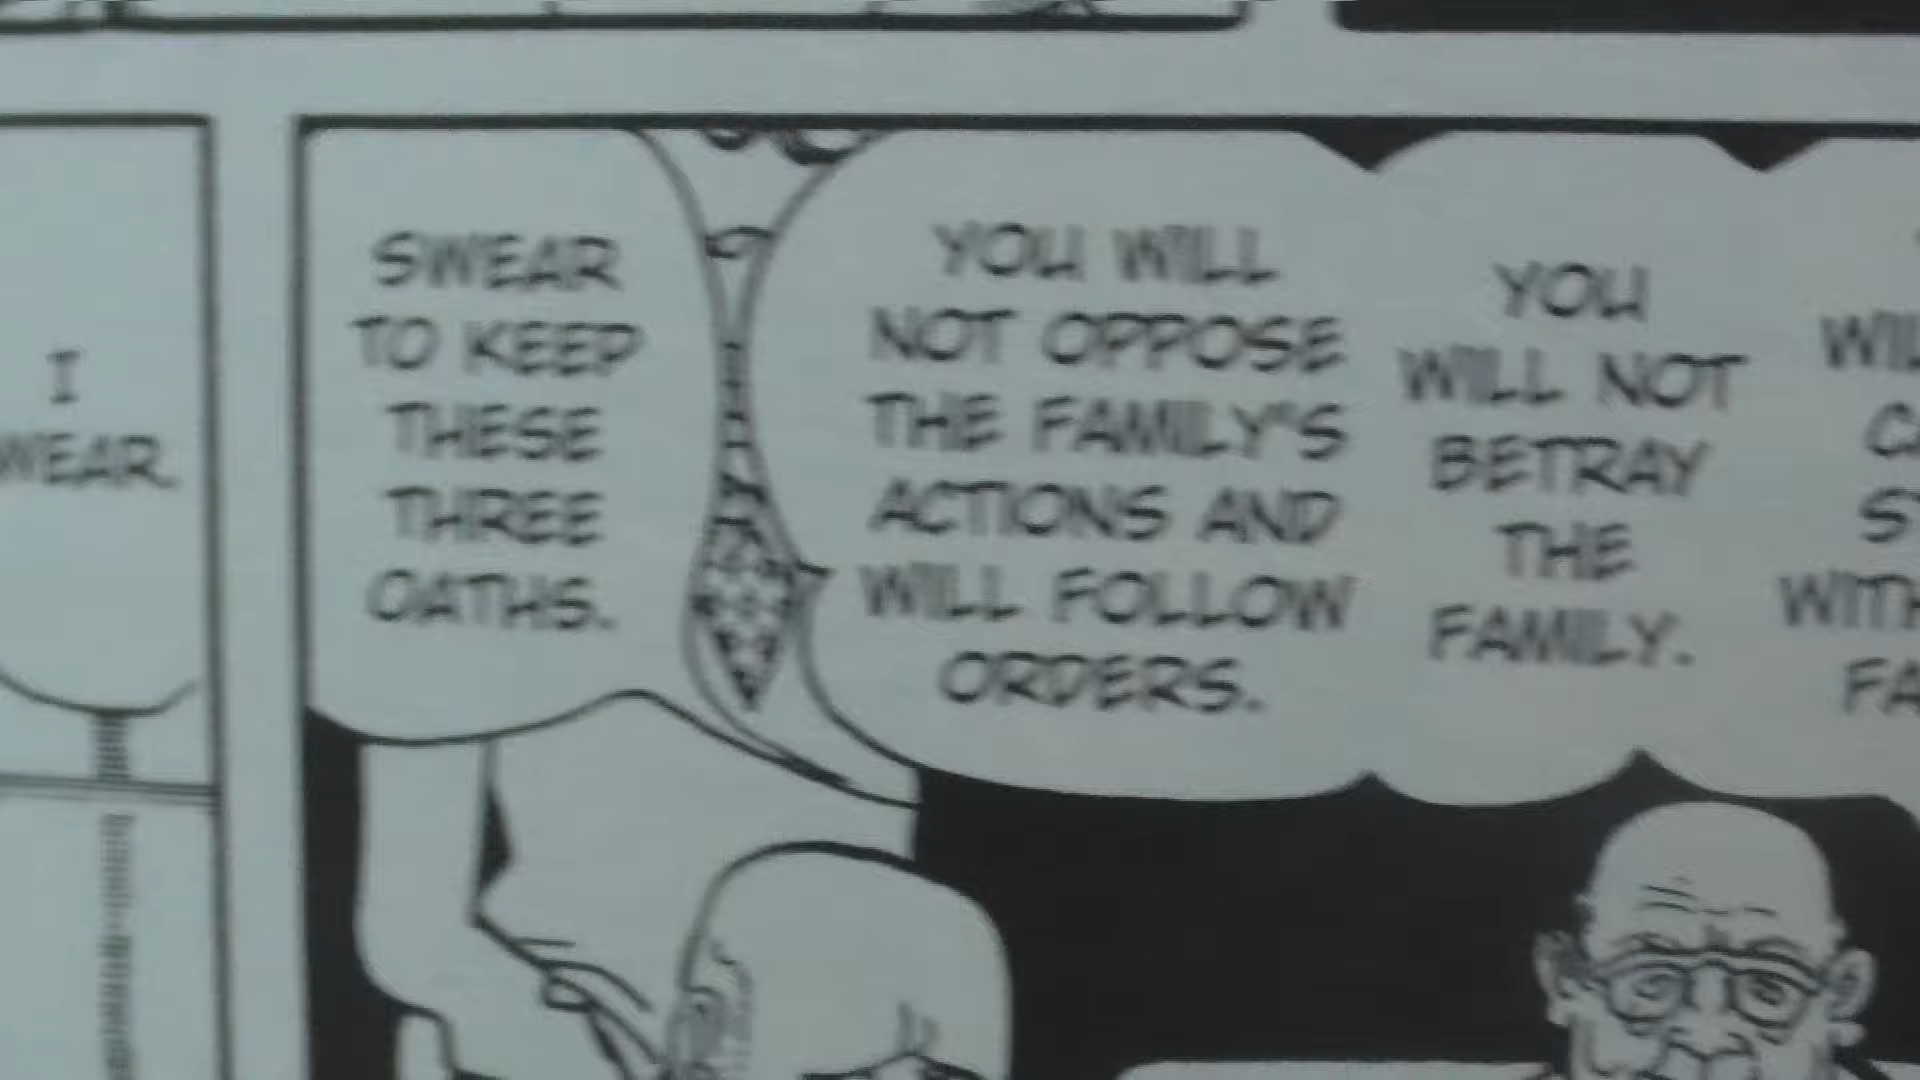 I
WEAR.
SWEAR
TO KEEP
THESE
THREE
OATHS.
YOU WILL
NOT OPPOSE
THE FAMILY'S
ACTIONS AND
WILL FOLLOW
ORDERS.
YOU
WILL NOT
BETRAY
THE
FAMILY.